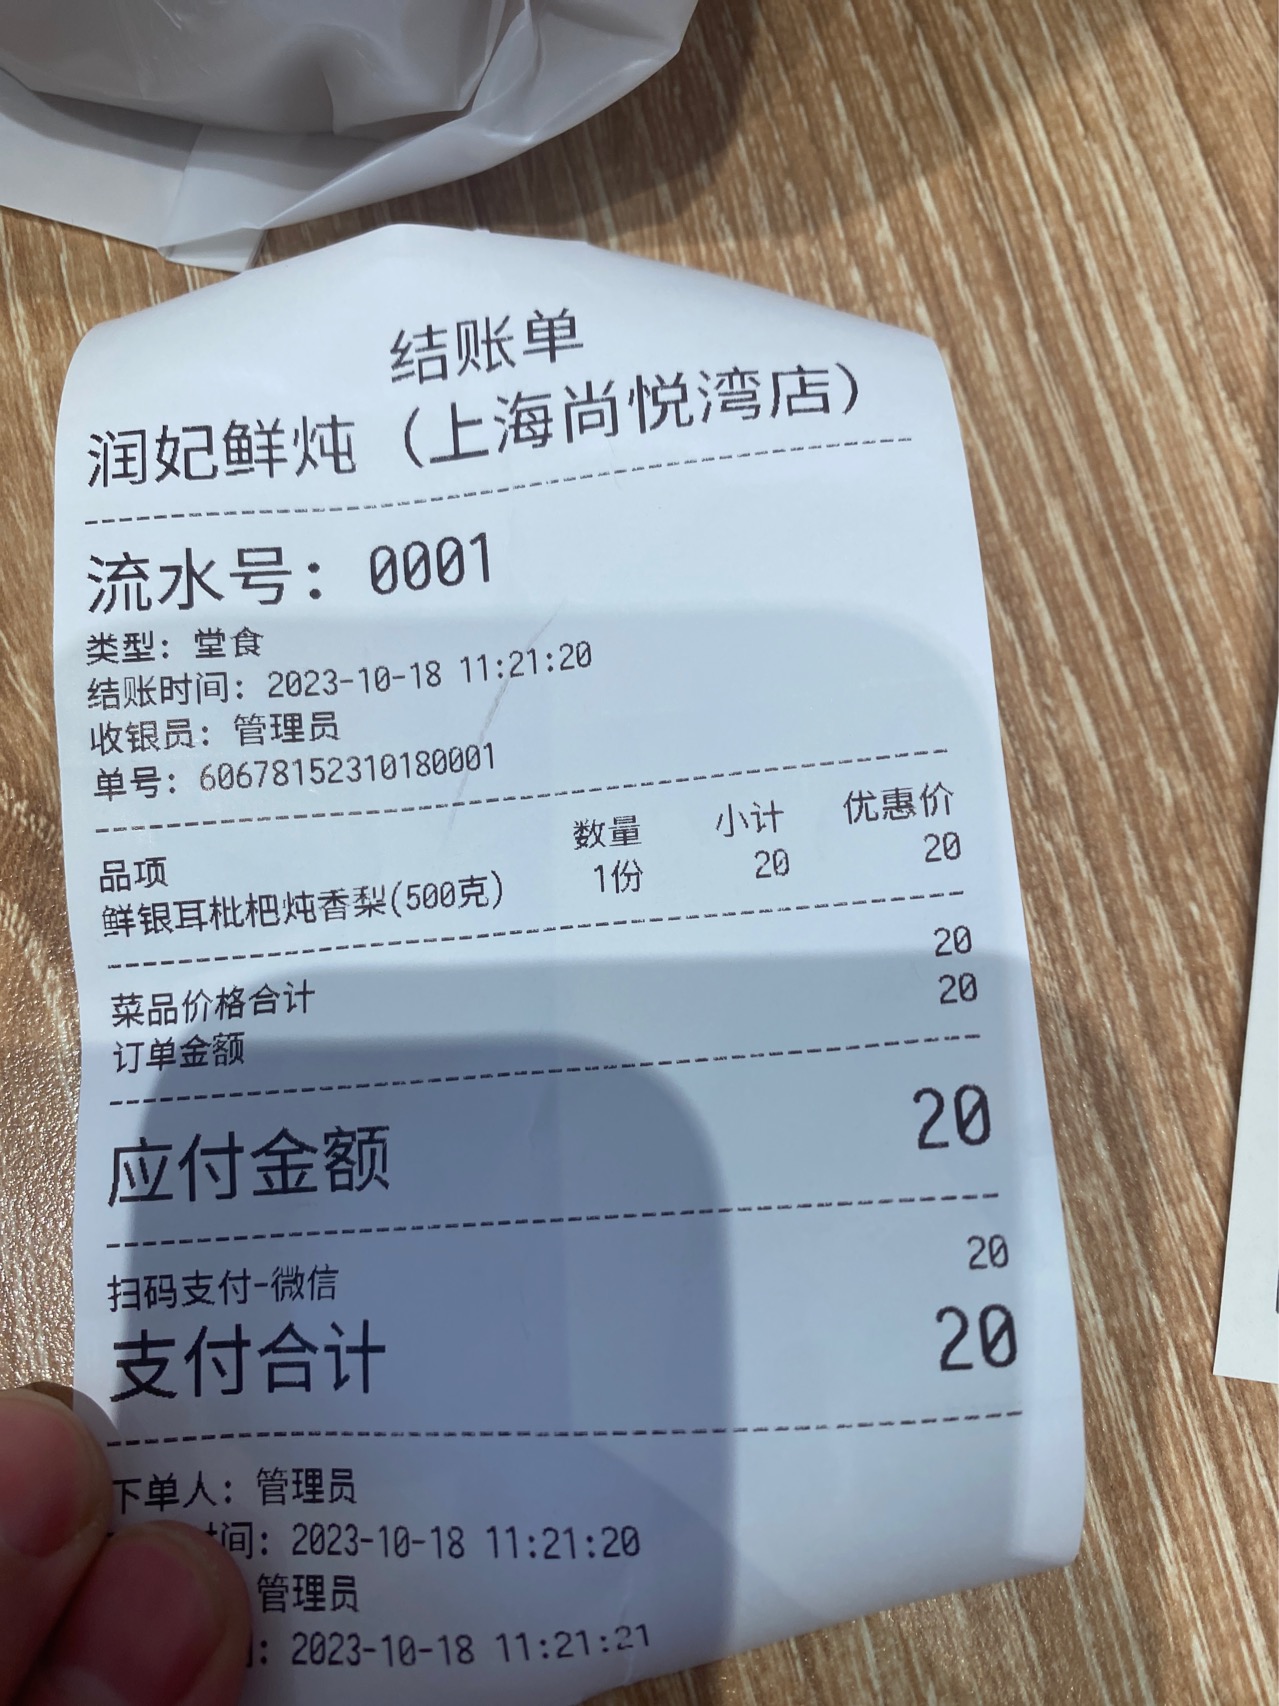 结账单
润妃鲜炖（上海尚悦湾店）
流水号：0001
类型：堂食
结账时间：2023-10-18 11:21:20
收银员：管理员
单号：60678152310180001
品项 数量 小计 优惠价
鲜银耳枇杷炖香梨(500克) 1份 20 20
菜品价格合计 20
订单金额 20
应付金额 20
扫码支付-微信 20
支付合计 20
下单人：管理员
时间：2023-10-18 11:21:20
管理员
：2023-10-18 11:21:21